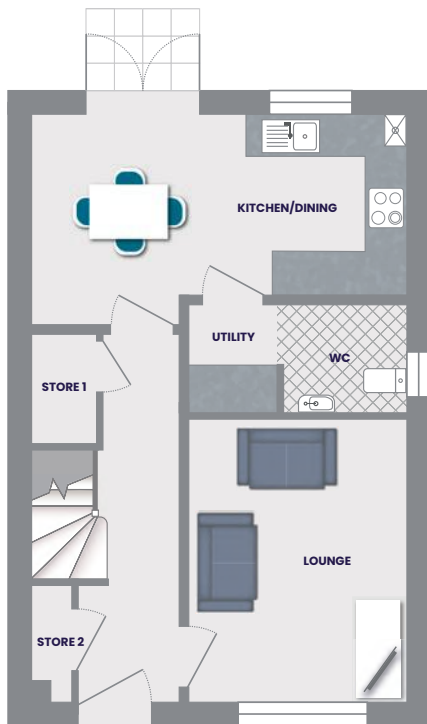 KITCHEN/DINING
UTILITY
WC
STORE 1
LOUNGE
STORE 2